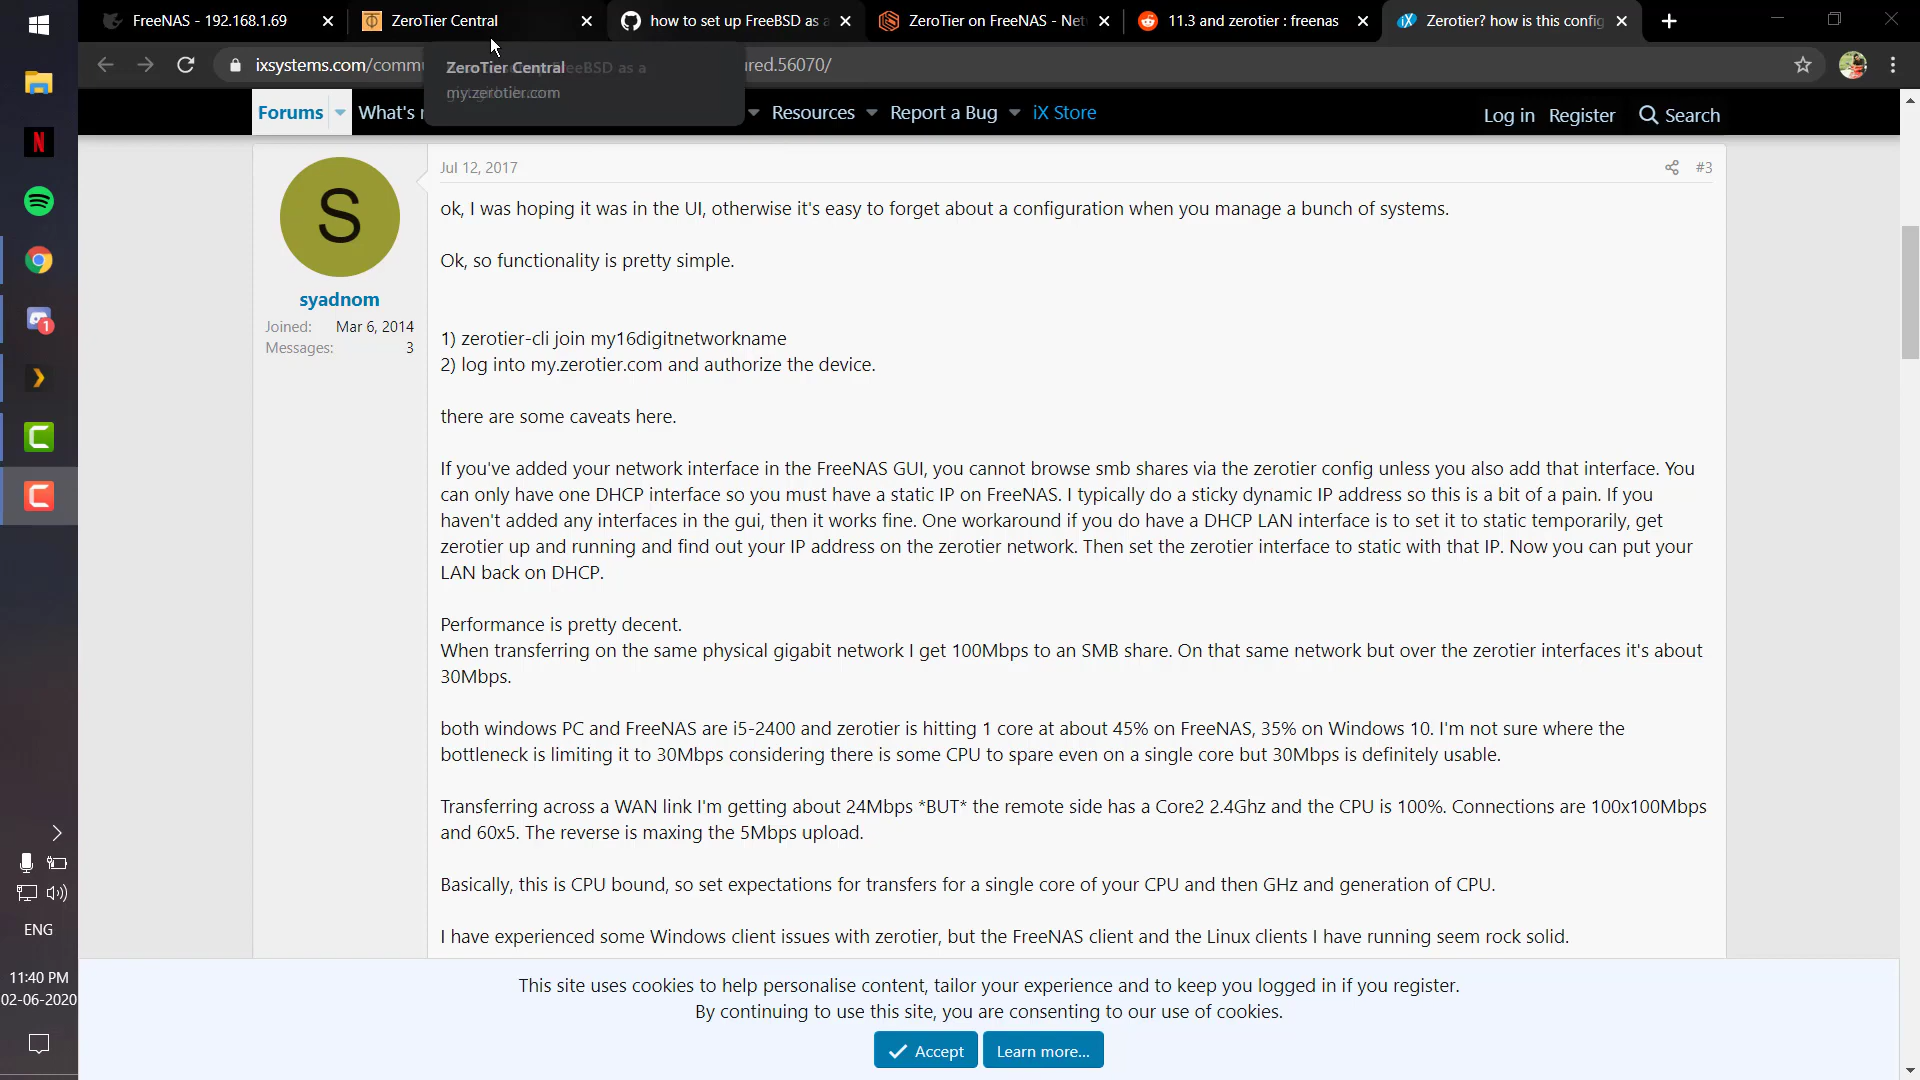 FreeNAS - 192.168.1.69
ZeroTier Central
how to set up FreeBSD as a
ZeroTier on FreeNAS - Net
11.3 and zerotier : freenas
Zerotier? how is this config
ixsystems.com/commu
ured.56070/
ZeroTier Central
my.zerotier.com
Forums
What's n
Resources
Report a Bug
iX Store
Log in
Register
Search
S
syadnom
Joined: Mar 6, 2014
Messages: 3
Jul 12, 2017
#3
ok, I was hoping it was in the UI, otherwise it's easy to forget about a configuration when you manage a bunch of systems.
Ok, so functionality is pretty simple.
1) zerotier-cli join my16digitnetworkname
2) log into my.zerotier.com and authorize the device.
there are some caveats here.
If you've added your network interface in the FreeNAS GUI, you cannot browse smb shares via the zerotier config unless you also add that interface. You
can only have one DHCP interface so you must have a static IP on FreeNAS. I typically do a sticky dynamic IP address so this is a bit of a pain. If you
haven't added any interfaces in the gui, then it works fine. One workaround if you do have a DHCP LAN interface is to set it to static temporarily, get
zerotier up and running and find out your IP address on the zerotier network. Then set the zerotier interface to static with that IP. Now you can put your
LAN back on DHCP.
Performance is pretty decent.
When transferring on the same physical gigabit network I get 100Mbps to an SMB share. On that same network but over the zerotier interfaces it's about
30Mbps.
both windows PC and FreeNAS are i5-2400 and zerotier is hitting 1 core at about 45% on FreeNAS, 35% on Windows 10. I'm not sure where the
bottleneck is limiting it to 30Mbps considering there is some CPU to spare even on a single core but 30Mbps is definitely usable.
Transferring across a WAN link I'm getting about 24Mbps *BUT* the remote side has a Core2 2.4Ghz and the CPU is 100%. Connections are 100x100Mbps
and 60x5. The reverse is maxing the 5Mbps upload.
Basically, this is CPU bound, so set expectations for transfers for a single core of your CPU and then GHz and generation of CPU.
I have experienced some Windows client issues with zerotier, but the FreeNAS client and the Linux clients I have running seem rock solid.
This site uses cookies to help personalise content, tailor your experience and to keep you logged in if you register.
By continuing to use this site, you are consenting to our use of cookies.
Accept
Learn more...
1
ENG
11:40 PM
02-06-2020